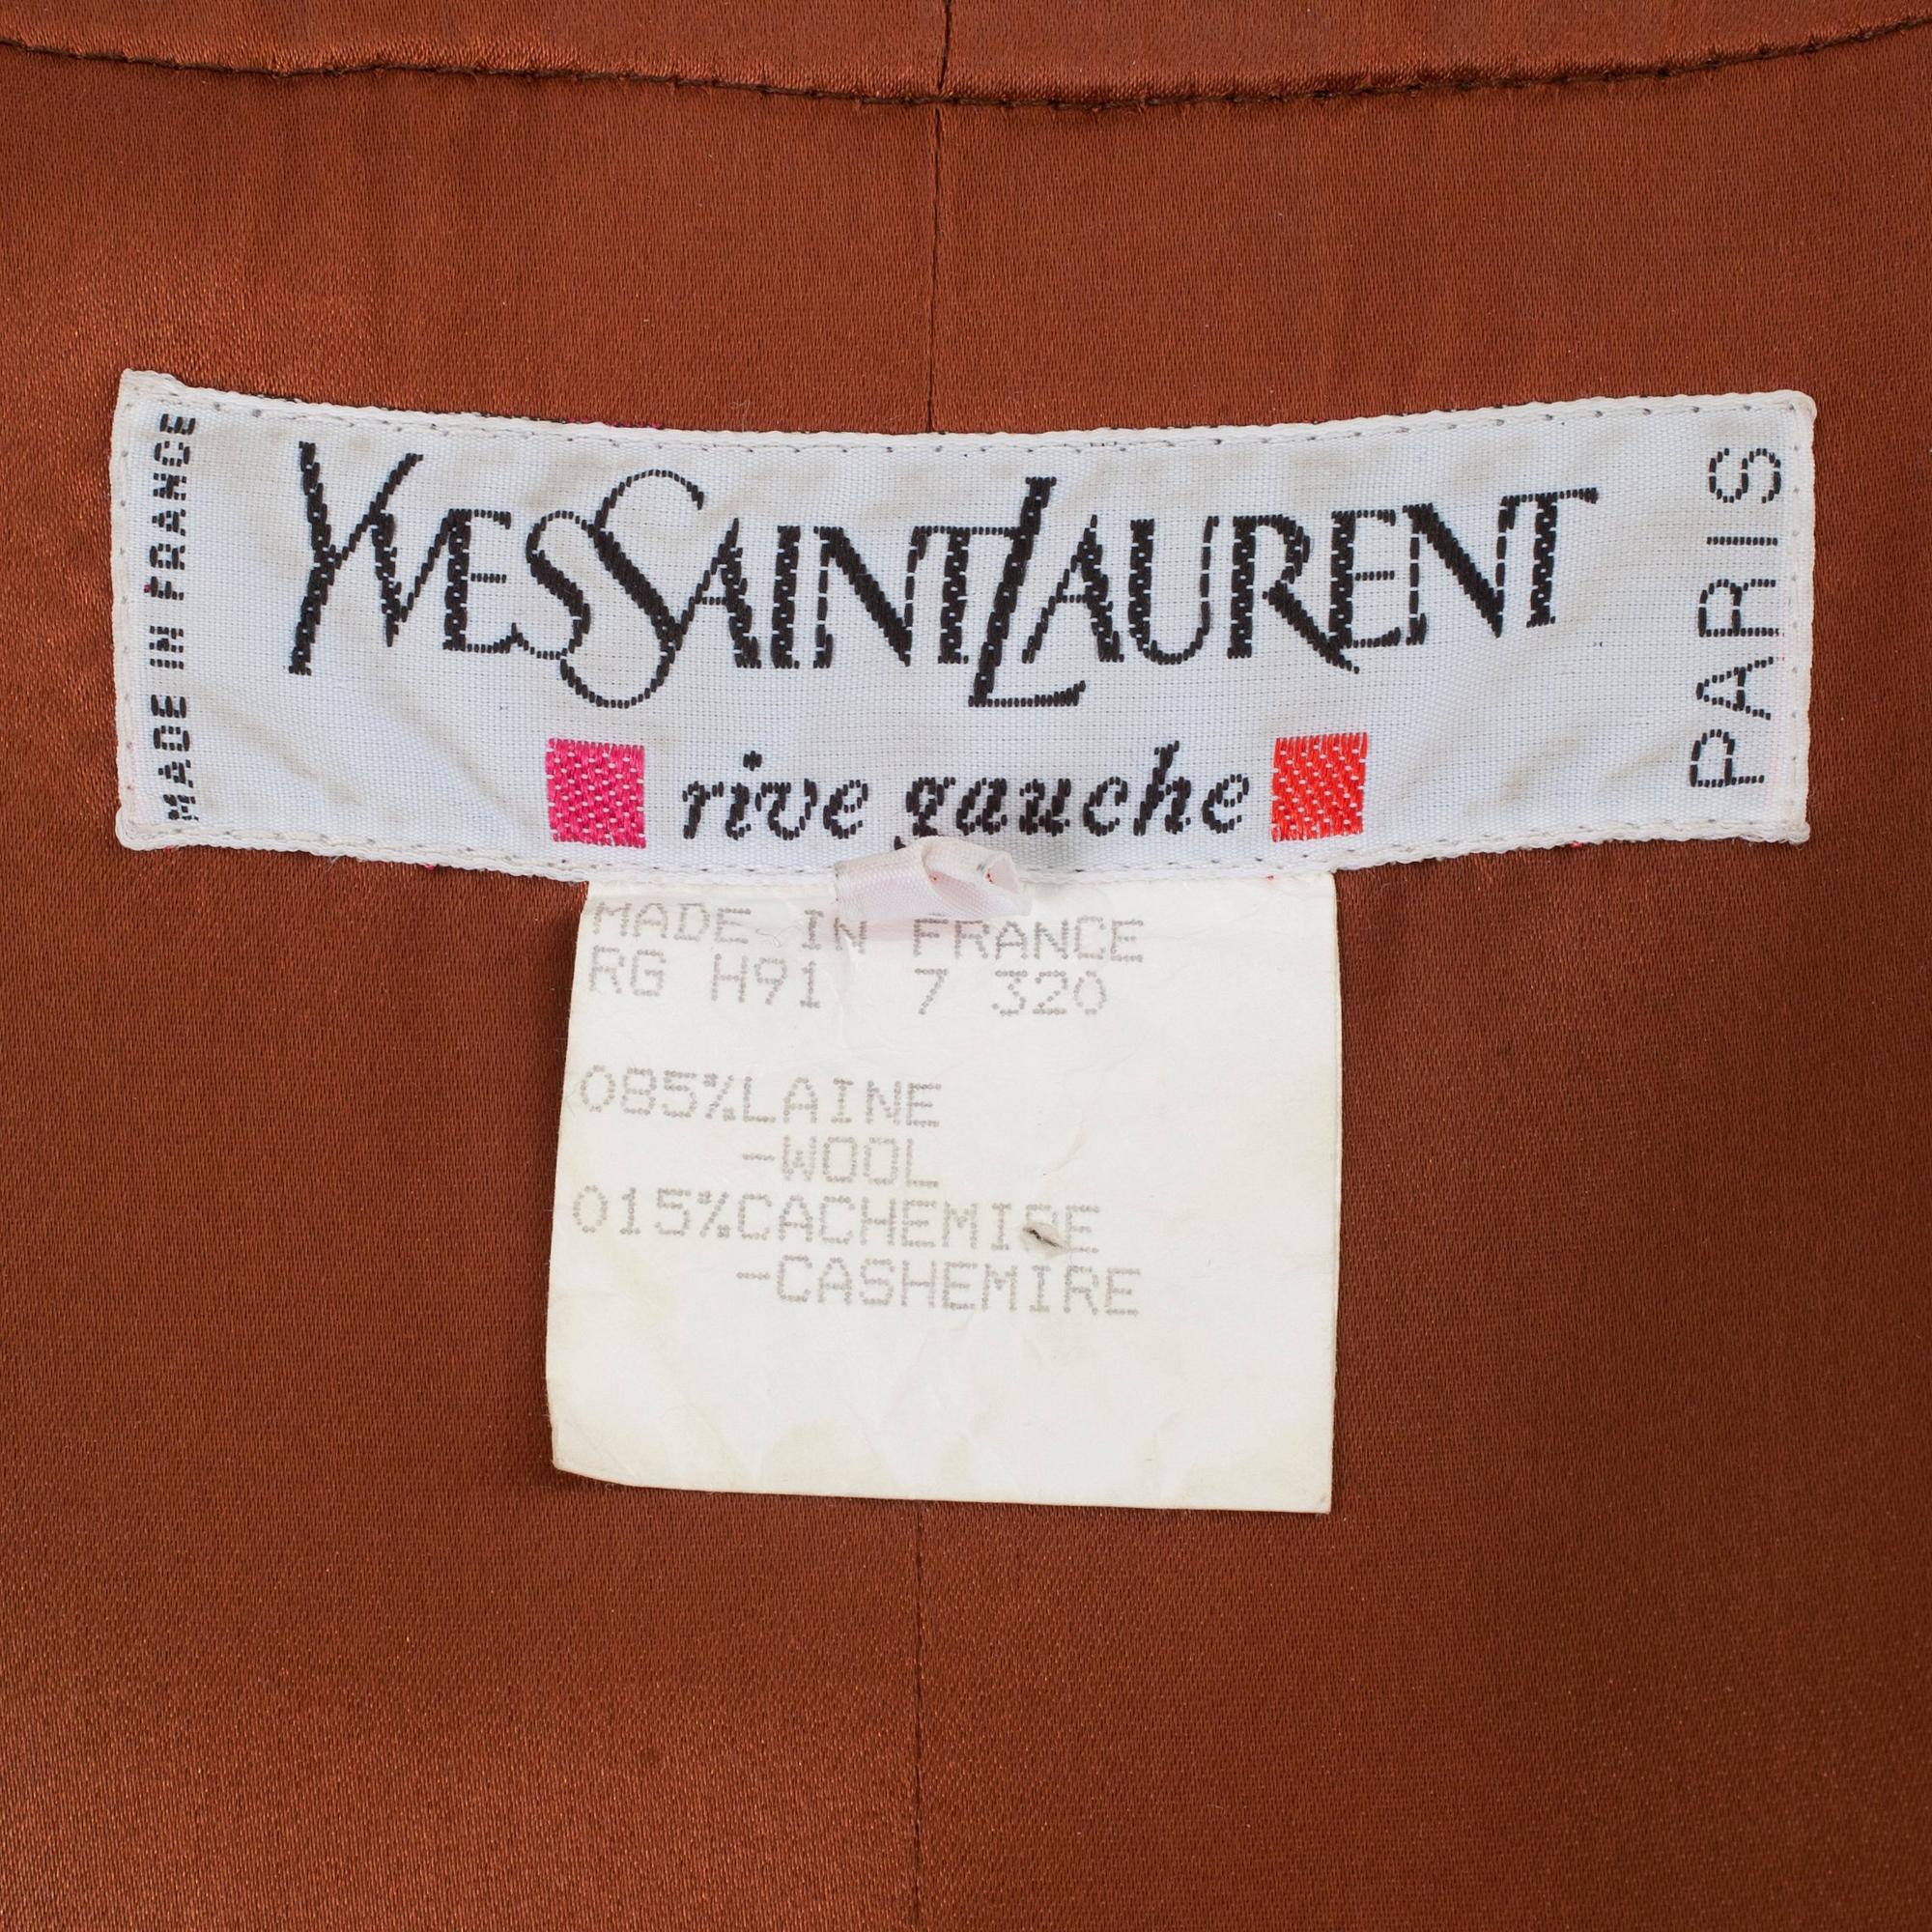 MADE IN FRANCE
YVESSAINTLAURENT
PARIS
rive gauche
MADE IN FRANCE
RG H91 7 320
085%LAINE
-WOOL
015%CACHEMIRE
-CASHEMIRE